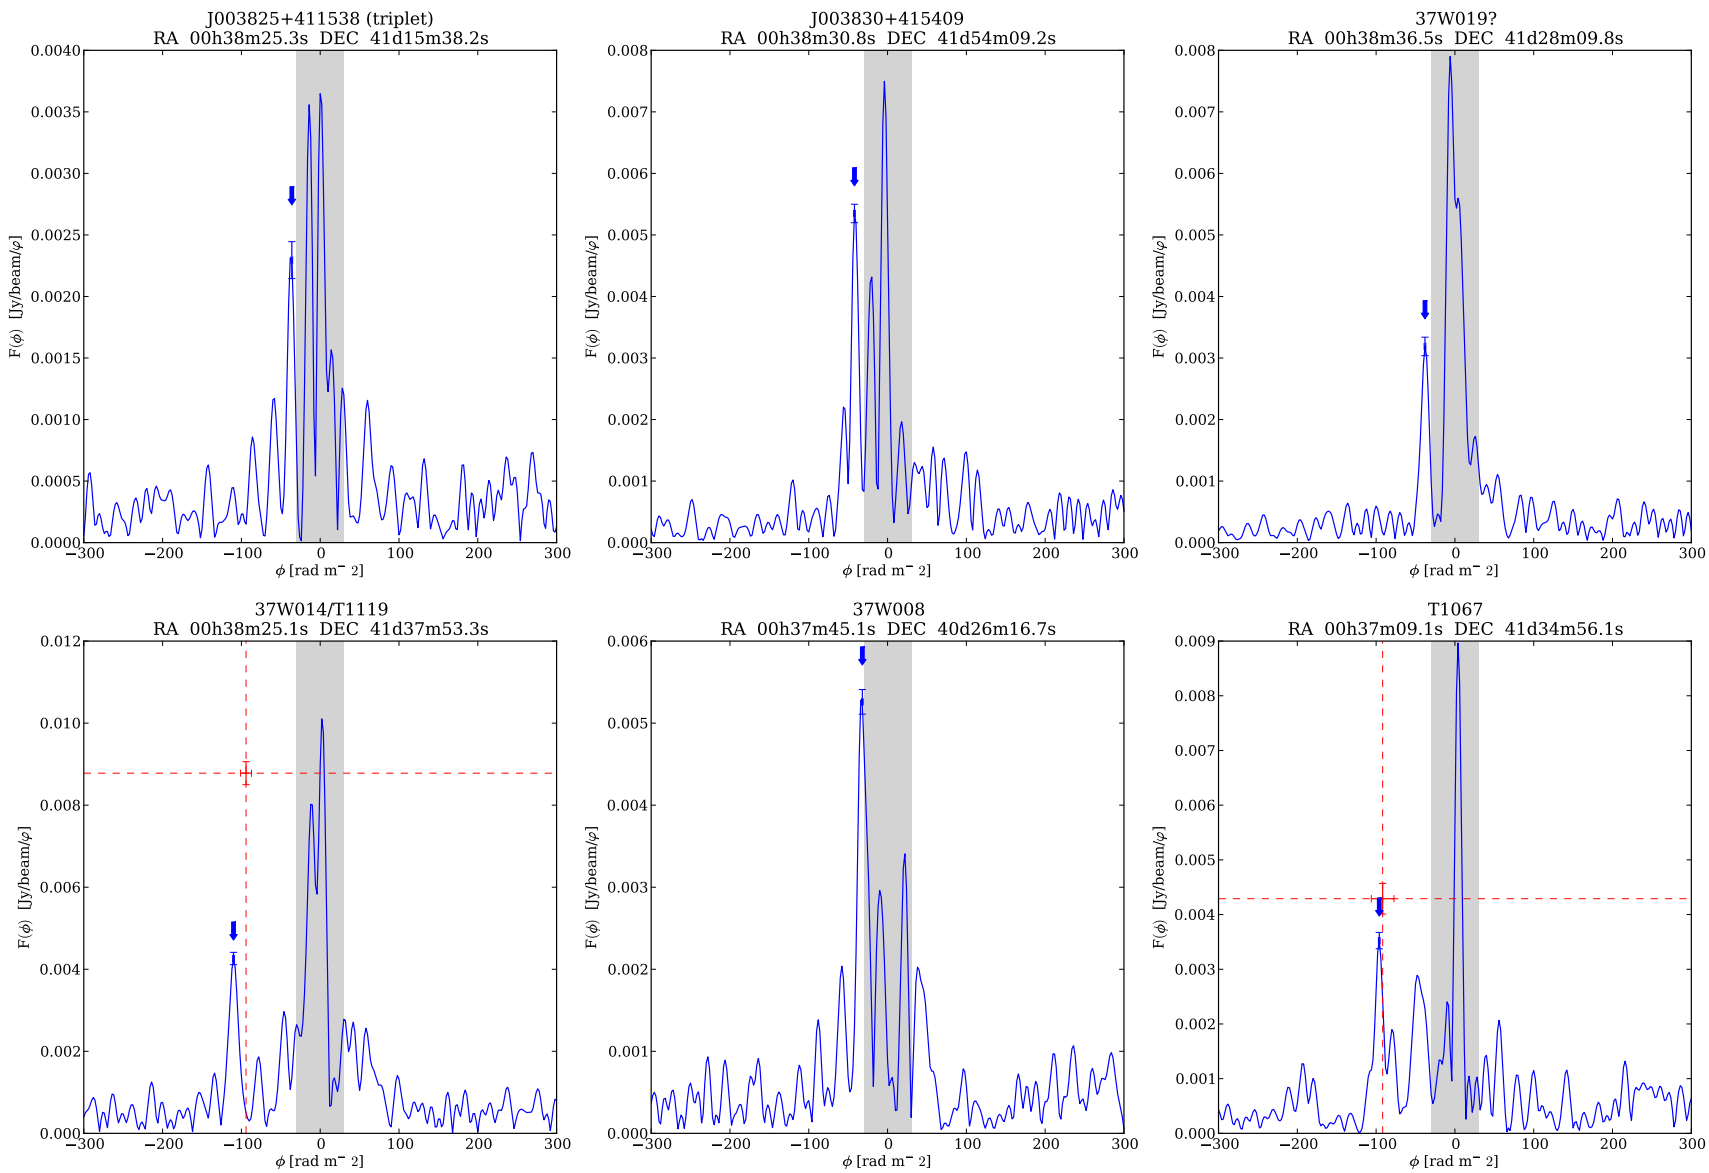 J003825+411538 (triplet)
RA 00h38m25.3s DEC 41d15m38.2s
0.0040
0.0035
0.0030
0.0025
0.0020
0.0015
0.0010
0.0005
0.0000
F(ϕ) [Jy/beam/φ]
−300 −200 −100 0 100 200 300
ϕ [rad m⁻ 2]
J003830+415409
RA 00h38m30.8s DEC 41d54m09.2s
0.008
0.007
0.006
0.005
0.004
0.003
0.002
0.001
0.000
F(ϕ) [Jy/beam/φ]
−300 −200 −100 0 100 200 300
ϕ [rad m⁻ 2]
37W019?
RA 00h38m36.5s DEC 41d28m09.8s
0.008
0.007
0.006
0.005
0.004
0.003
0.002
0.001
0.000
F(ϕ) [Jy/beam/φ]
−300 −200 −100 0 100 200 300
ϕ [rad m⁻ 2]
37W014/T1119
RA 00h38m25.1s DEC 41d37m53.3s
0.012
0.010
0.008
0.006
0.004
0.002
0.000
F(ϕ) [Jy/beam/φ]
−300 −200 −100 0 100 200 300
ϕ [rad m⁻ 2]
37W008
RA 00h37m45.1s DEC 40d26m16.7s
0.006
0.005
0.004
0.003
0.002
0.001
0.000
F(ϕ) [Jy/beam/φ]
−300 −200 −100 0 100 200 300
ϕ [rad m⁻ 2]
T1067
RA 00h37m09.1s DEC 41d34m56.1s
0.009
0.008
0.007
0.006
0.005
0.004
0.003
0.002
0.001
0.000
F(ϕ) [Jy/beam/φ]
−300 −200 −100 0 100 200 300
ϕ [rad m⁻ 2]